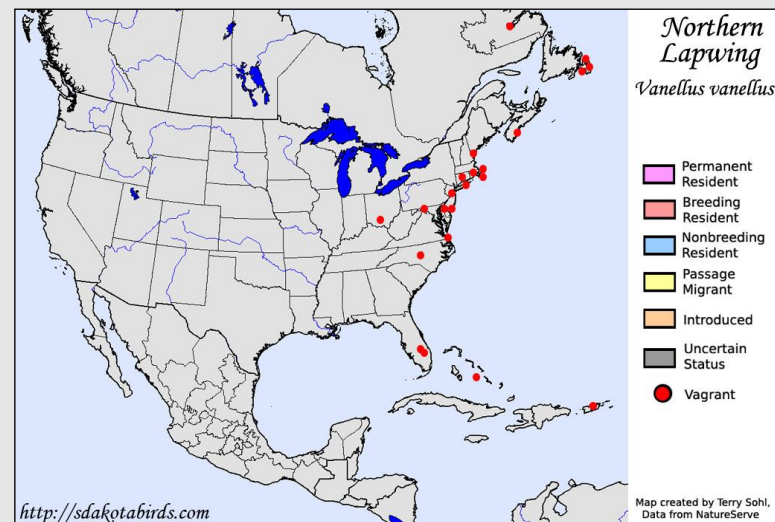 Northern
Lapwing
Vanellus vanellus
Permanent
Resident
Breeding
Resident
Nonbreeding
Resident
Passage
Migrant
Introduced
Uncertain
Status
Vagrant
http://sdakotabirds.com
Map created by Terry Sohl,
Data from NatureServe